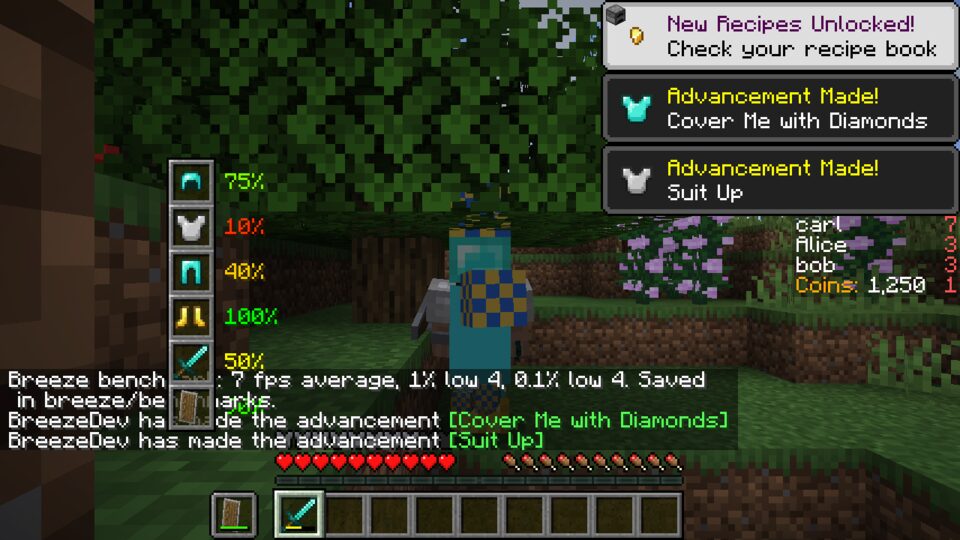 New Recipes Unlocked!
Check your recipe book
Advancement Made!
Cover Me with Diamonds
Advancement Made!
Suit Up
75%
10%
40%
100%
50%
carl 7
Alice 3
bob 3
Coins: 1,250 1
Breeze bench : 7 fps average, 1% low 4, 0.1% low 4. Saved
in breeze/be marks.
BreezeDev ha de the advancement [Cover Me with Diamonds]
BreezeDev has made the advancement [Suit Up]